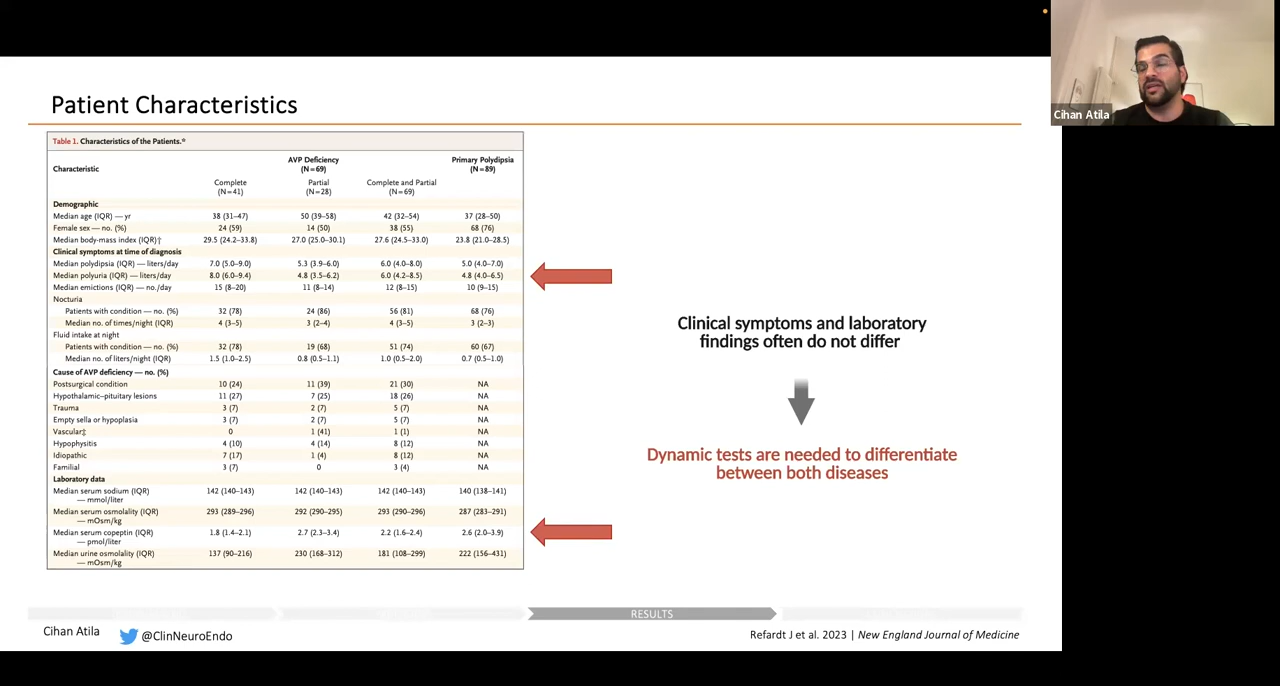 Cihan Atila
Patient Characteristics
Table 1. Characteristics of the Patients.*
Characteristic AVP Deficiency (N=69) Primary Polydipsia (N=89)
Complete (N=41) Partial (N=28) Complete and Partial (N=69)
Demographic
Median age (IQR) — yr 38 (31–47) 50 (39–58) 42 (32–54) 37 (28–50)
Female sex — no. (%) 24 (59) 14 (50) 38 (55) 68 (76)
Median body-mass index (IQR)† 29.5 (24.2–33.8) 27.0 (25.0–30.1) 27.6 (24.5–33.0) 23.8 (21.0–28.5)
Clinical symptoms at time of diagnosis
Median polydipsia (IQR) — liters/day 7.0 (5.0–9.0) 5.3 (3.9–6.0) 6.0 (4.0–8.0) 5.0 (4.0–7.0)
Median polyuria (IQR) — liters/day 8.0 (6.0–9.4) 4.8 (3.5–6.2) 6.0 (4.2–8.5) 4.8 (4.0–6.5)
Median emictions (IQR) — no./day 15 (8–20) 11 (8–14) 12 (8–15) 10 (9–15)
Nocturia
Patients with condition — no. (%) 32 (78) 24 (86) 56 (81) 68 (76)
Median no. of times/night (IQR) 4 (3–5) 3 (2–4) 4 (3–5) 3 (2–3)
Fluid intake at night
Patients with condition — no. (%) 32 (78) 19 (68) 51 (74) 60 (67)
Median no. of liters/night (IQR) 1.5 (1.0–2.5) 0.8 (0.5–1.1) 1.0 (0.5–2.0) 0.7 (0.5–1.0)
Cause of AVP deficiency — no. (%)
Postsurgical condition 10 (24) 11 (39) 21 (30) NA
Hypothalamic–pituitary lesions 11 (27) 7 (25) 18 (26) NA
Trauma 3 (7) 2 (7) 5 (7) NA
Empty sella or hypoplasia 3 (7) 2 (7) 5 (7) NA
Vascular‡ 0 1 (41) 1 (1) NA
Hypophysitis 4 (10) 4 (14) 8 (12) NA
Idiopathic 7 (17) 1 (4) 8 (12) NA
Familial 3 (7) 0 3 (4) NA
Laboratory data
Median serum sodium (IQR) — mmol/liter 142 (140–143) 142 (140–143) 142 (140–143) 140 (138–141)
Median serum osmolality (IQR) — mOsm/kg 293 (289–296) 292 (290–295) 293 (290–296) 287 (283–291)
Median serum copeptin (IQR) — pmol/liter 1.8 (1.4–2.1) 2.7 (2.3–3.4) 2.2 (1.6–2.4) 2.6 (2.0–3.9)
Median urine osmolality (IQR) — mOsm/kg 137 (90–216) 230 (168–312) 181 (108–299) 222 (156–431)
Clinical symptoms and laboratory
findings often do not differ
Dynamic tests are needed to differentiate
between both diseases
RESULTS
Cihan Atila
@ClinNeuroEndo
Refardt J et al. 2023 | New England Journal of Medicine